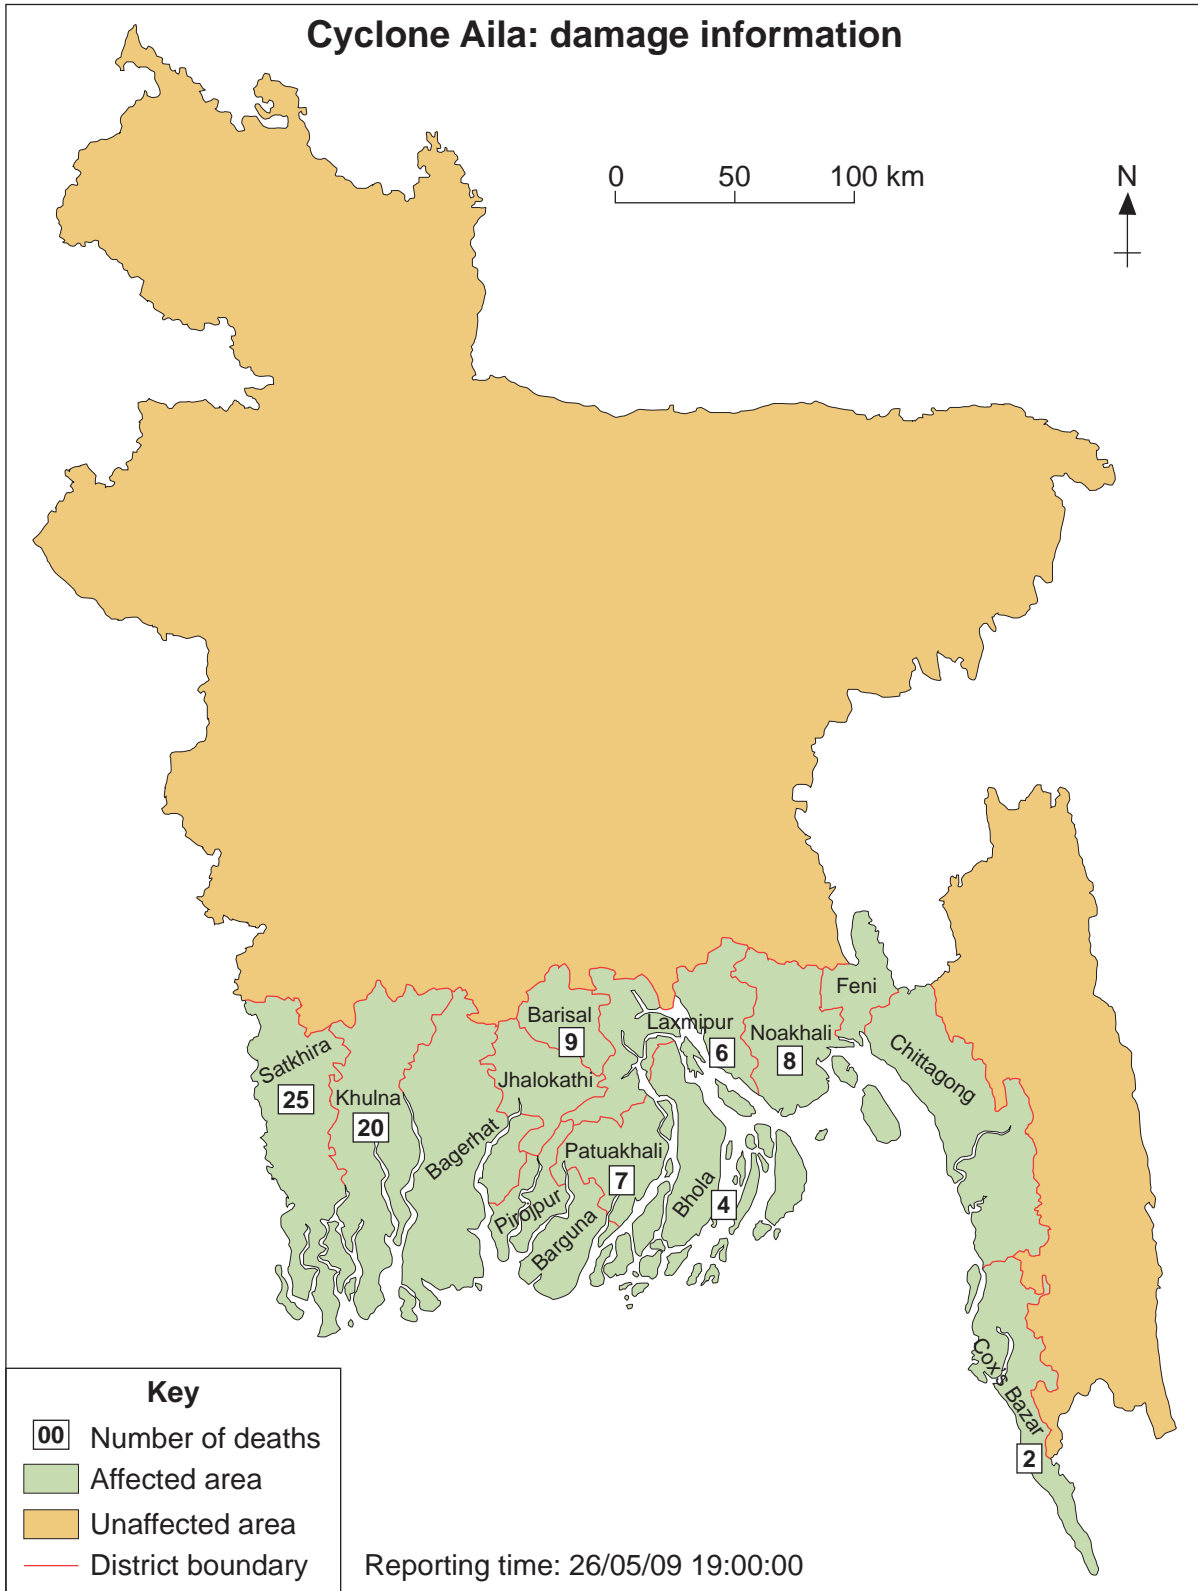 Cyclone Aila: damage information
0 50 100 km
N
Feni
Barisal
9
Laxmipur
6
Noakhali
8
Satkhira
25
Chittagong
Jhalokathi
Khulna
20
Bagerhat
Patuakhali
7
Bhola
4
Pirojpur
Barguna
Cox's Bazar
2
Key
00 Number of deaths
Affected area
Unaffected area
District boundary
Reporting time: 26/05/09 19:00:00